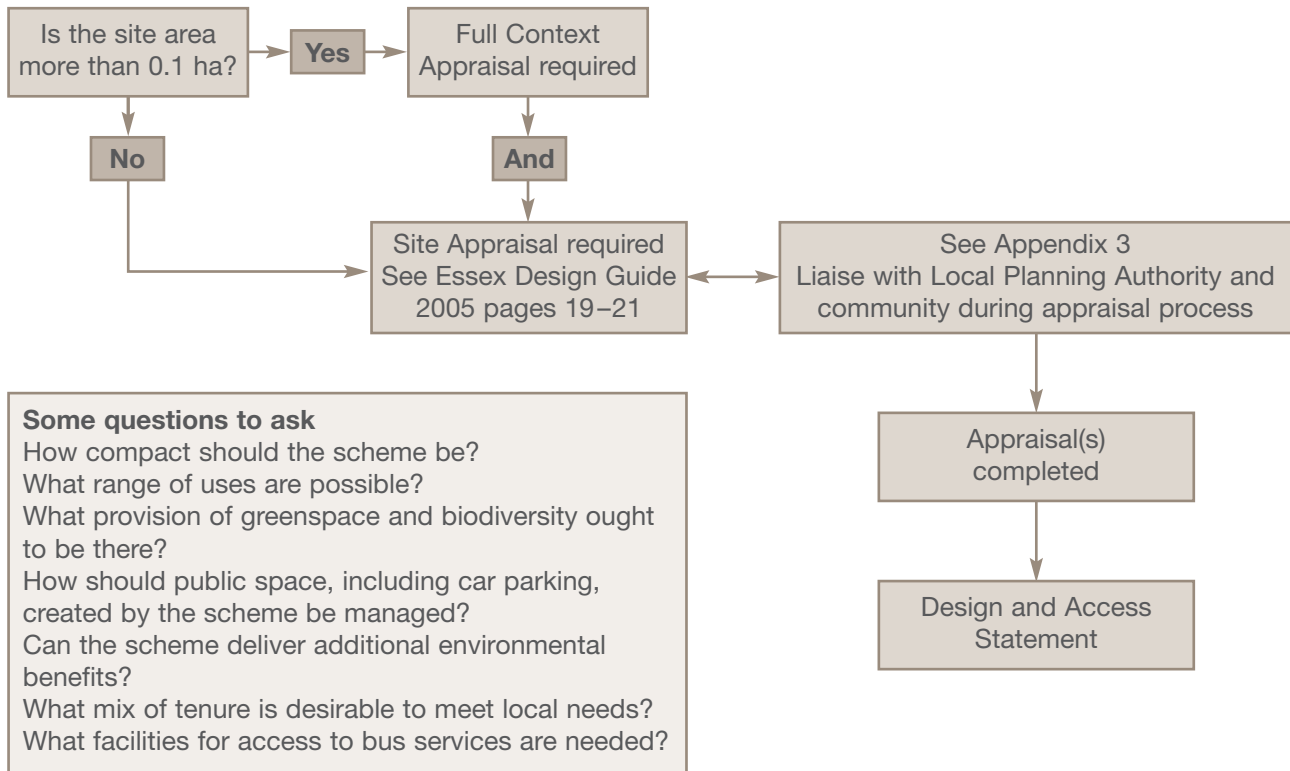 Is the site area
more than 0.1 ha?
Yes
Full Context
Appraisal required
No
And
Site Appraisal required
See Essex Design Guide
2005 pages 19–21
See Appendix 3
Liaise with Local Planning Authority and
community during appraisal process
Appraisal(s)
completed
Design and Access
Statement
Some questions to ask
How compact should the scheme be?
What range of uses are possible?
What provision of greenspace and biodiversity ought
to be there?
How should public space, including car parking,
created by the scheme be managed?
Can the scheme deliver additional environmental
benefits?
What mix of tenure is desirable to meet local needs?
What facilities for access to bus services are needed?